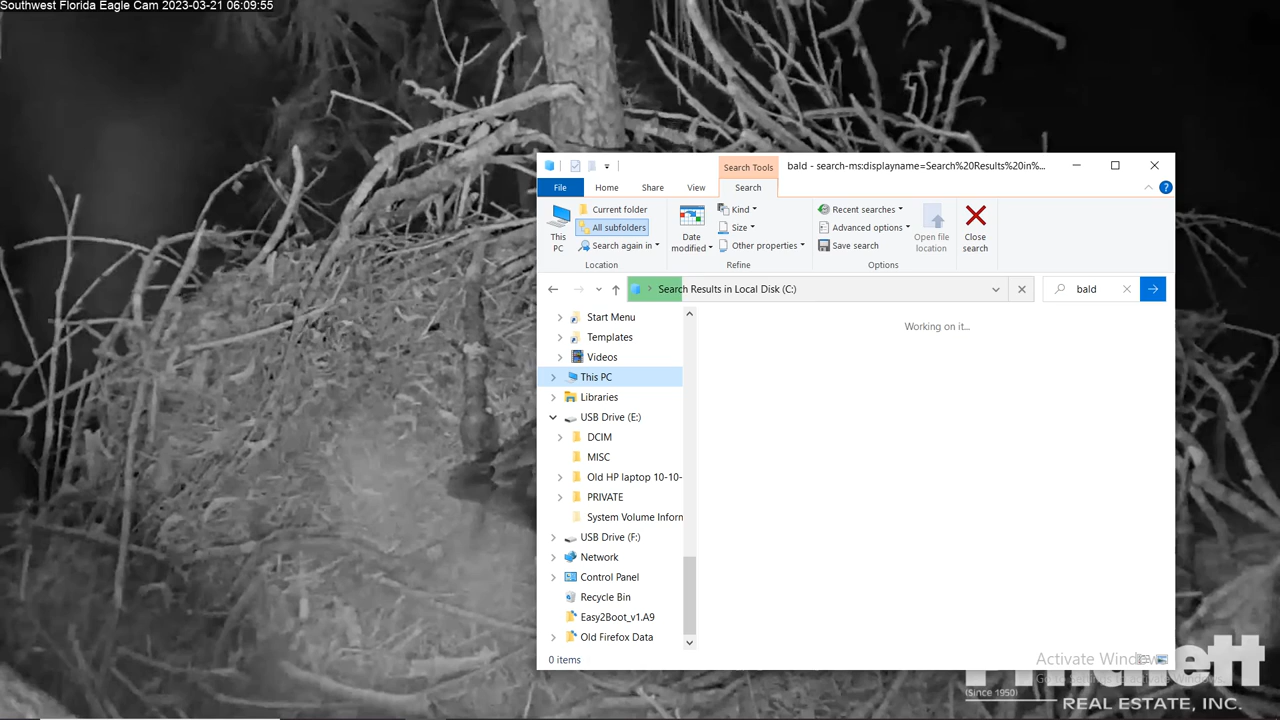 Southwest Florida Eagle Cam 2023-03-21 06:09:55
Search Tools
bald - search-ms:displayname=Search%20Results%20in%...
File
Home
Share
View
Search
This PC
Current folder
All subfolders
Search again in
Location
Date modified
Kind
Size
Other properties
Refine
Recent searches
Advanced options
Save search
Options
Open file location
Close search
Search Results in Local Disk (C:)
bald
Start Menu
Templates
Videos
This PC
Libraries
USB Drive (E:)
DCIM
MISC
Old HP laptop 10-10-
PRIVATE
System Volume Inform
USB Drive (F:)
Network
Control Panel
Recycle Bin
Easy2Boot_v1.A9
Old Firefox Data
Working on it...
0 items
Activate Windows
(Since 1950)
REAL ESTATE, INC.